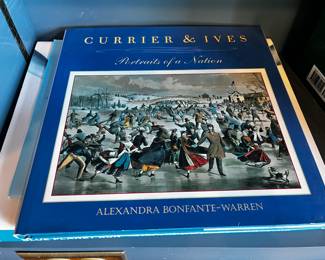 CURRIER & IVES
Portraits of a Nation
ALEXANDRA BONFANTE-WARREN